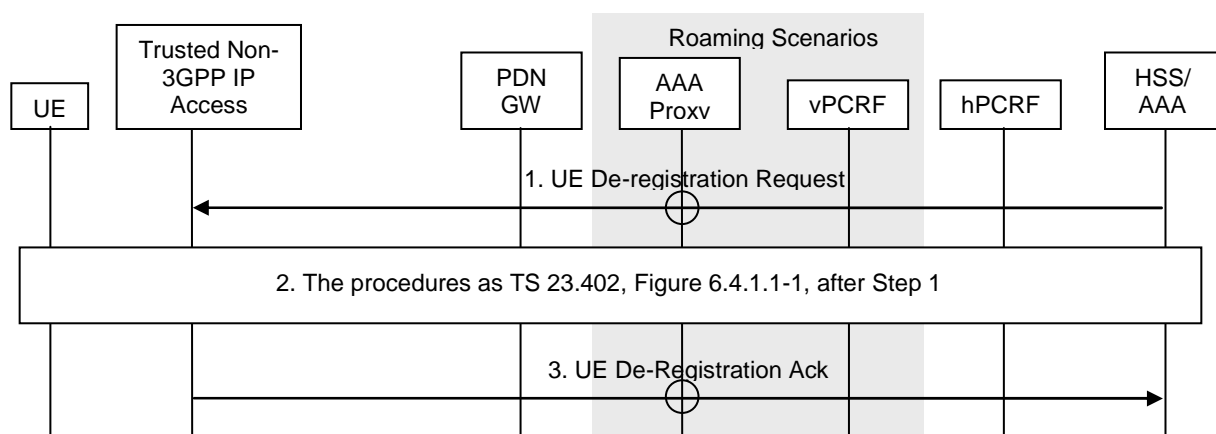 Roaming Scenarios
UE
Trusted Non-
3GPP IP
Access
PDN
GW
AAA
Proxy
vPCRF
hPCRF
HSS/
AAA
1. UE De-registration Request
2. The procedures as TS 23.402, Figure 6.4.1.1-1, after Step 1
3. UE De-Registration Ack